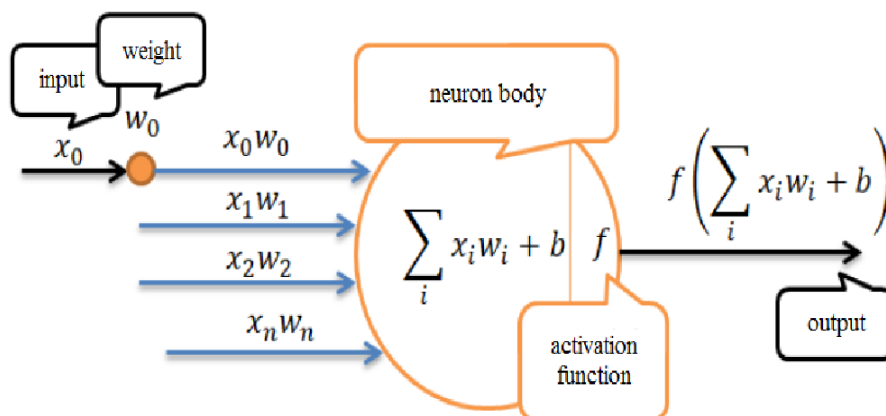 weight
input
neuron body
w₀
x₀
x₀w₀
x₁w₁
x₂w₂
xₙwₙ
∑ᵢ xᵢwᵢ + b
f
f(∑ᵢ xᵢwᵢ + b)
activation
function
output